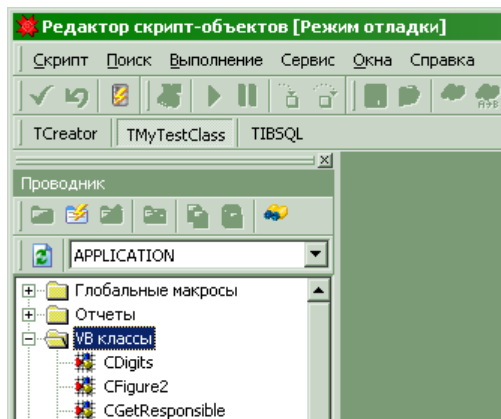 Редактор скрипт-объектов [Режим отладки]
Скрипт Поиск Выполнение Сервис Окна Справка
A→B
TCreator TMyTestClass TIBSQL
Проводник
APPLICATION
Глобальные макросы
Отчеты
VB классы
CDigits
CFigure2
CGetResponsible